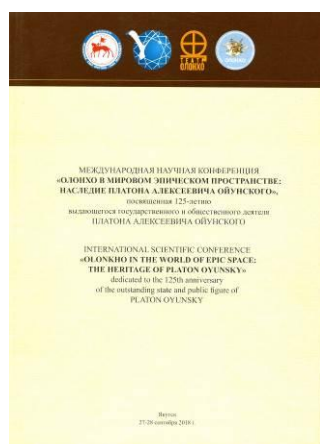 ТЕАТР
ОЛОНХО
МЕЖДУНАРОДНАЯ НАУЧНАЯ КОНФЕРЕНЦИЯ
«ОЛОНХО В МИРОВОМ ЭПИЧЕСКОМ ПРОСТРАНСТВЕ:
НАСЛЕДИЕ ПЛАТОНА АЛЕКСЕЕВИЧА ОЙУНСКОГО»,
посвященная 125-летию
выдающегося государственного и общественного деятеля
ПЛАТОНА АЛЕКСЕЕВИЧА ОЙУНСКОГО
INTERNATIONAL SCIENTIFIC CONFERENCE
«OLONKHO IN THE WORLD OF EPIC SPACE:
THE HERITAGE OF PLATON OYUNSKY»
dedicated to the 125th anniversary
of the outstanding state and public figure of
PLATON OYUNSKY
Якутск
27-28 сентября 2018 г.